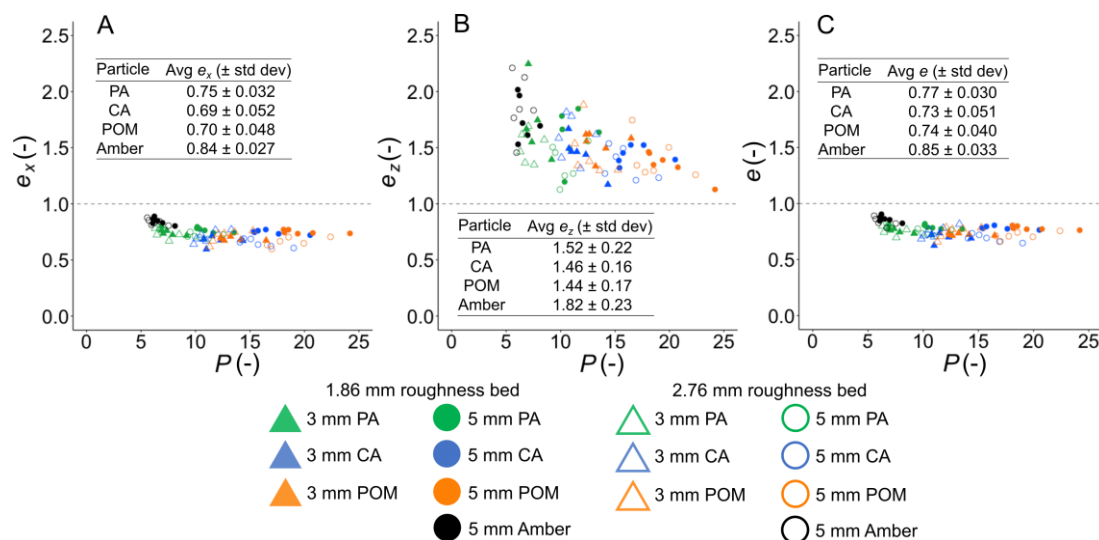 A
2.5
2.0
1.5
1.0
0.5
0.0
e_x (-)
0 5 10 15 20 25
P (-)
Particle Avg e_x (± std dev)
PA 0.75 ± 0.032
CA 0.69 ± 0.052
POM 0.70 ± 0.048
Amber 0.84 ± 0.027
B
2.5
2.0
1.5
1.0
0.5
0.0
e_z (-)
0 5 10 15 20 25
P (-)
Particle Avg e_z (± std dev)
PA 1.52 ± 0.22
CA 1.46 ± 0.16
POM 1.44 ± 0.17
Amber 1.82 ± 0.23
C
2.5
2.0
1.5
1.0
0.5
0.0
e (-)
0 5 10 15 20 25
P (-)
Particle Avg e (± std dev)
PA 0.77 ± 0.030
CA 0.73 ± 0.051
POM 0.74 ± 0.040
Amber 0.85 ± 0.033
1.86 mm roughness bed 2.76 mm roughness bed
3 mm PA 5 mm PA 3 mm PA 5 mm PA
3 mm CA 5 mm CA 3 mm CA 5 mm CA
3 mm POM 5 mm POM 3 mm POM 5 mm POM
5 mm Amber 5 mm Amber